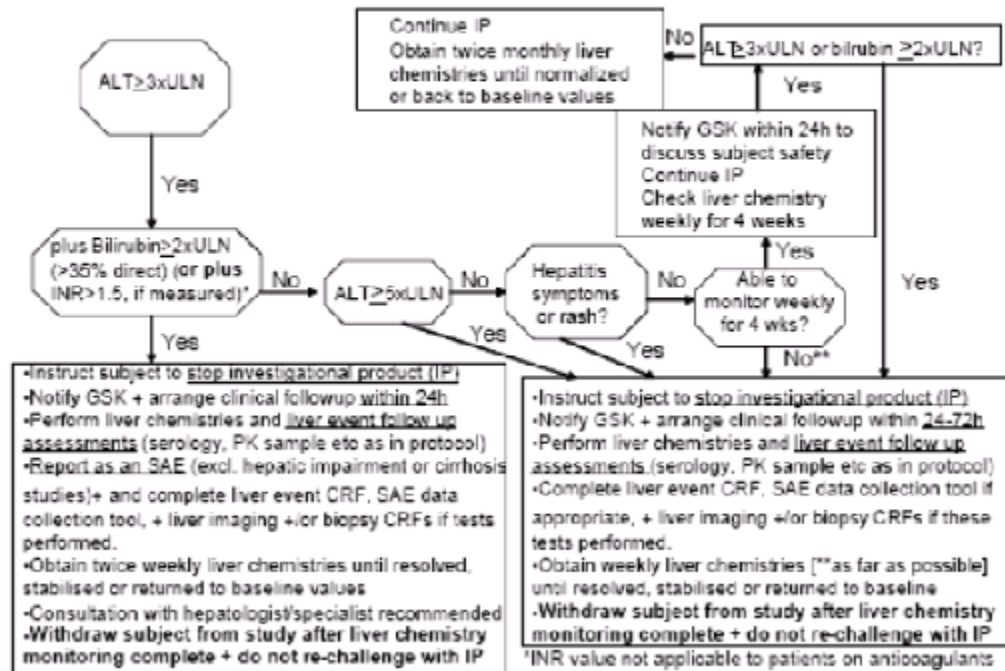 ALT≥3xULN
Yes
plus Bilirubin≥2xULN
(>35% direct) (or plus
INR>1.5, if measured)*
No
ALT≥5xULN
No
Hepatitis
symptoms
or rash?
No
Able to
monitor weekly
for 4 wks?
Yes
Notify GSK within 24h to
discuss subject safety
Continue IP
Check liver chemistry
weekly for 4 weeks
Yes
ALT≥3xULN or bilrubin ≥2xULN?
No
Continue IP
Obtain twice monthly liver
chemistries until normalized
or back to baseline values
Yes
Yes
Yes
No**
Yes
•Instruct subject to stop investigational product (IP)
•Notify GSK + arrange clinical followup within 24h
•Perform liver chemistries and liver event follow up
assessments (serology, PK sample etc as in protocol)
•Report as an SAE (excl. hepatic impairment or cirrhosis
studies)+ and complete liver event CRF, SAE data
collection tool, + liver imaging +/or biopsy CRFs if tests
performed.
•Obtain twice weekly liver chemistries until resolved,
stabilised or returned to baseline values
•Consultation with hepatologist/specialist recommended
•Withdraw subject from study after liver chemistry
monitoring complete + do not re-challenge with IP
•Instruct subject to stop investigational product (IP)
•Notify GSK + arrange clinical followup within 24-72h
•Perform liver chemistries and liver event follow up
assessments (serology, PK sample etc as in protocol)
•Complete liver event CRF, SAE data collection tool if
appropriate, + liver imaging +/or biopsy CRFs if these
tests performed.
•Obtain weekly liver chemistries [**as far as possible]
until resolved, stabilised or returned to baseline
•Withdraw subject from study after liver chemistry
monitoring complete + do not re-challenge with IP
*INR value not applicable to patients on anticoagulants